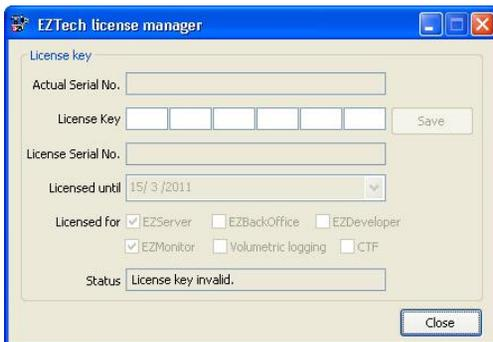 EZTech license manager
License key
Actual Serial No.
License Key
Save
License Serial No.
Licensed until 15/ 3 /2011
Licensed for EZServer EZBackOffice EZDeveloper
EZMonitor Volumetric logging CTF
Status License key invalid.
Close